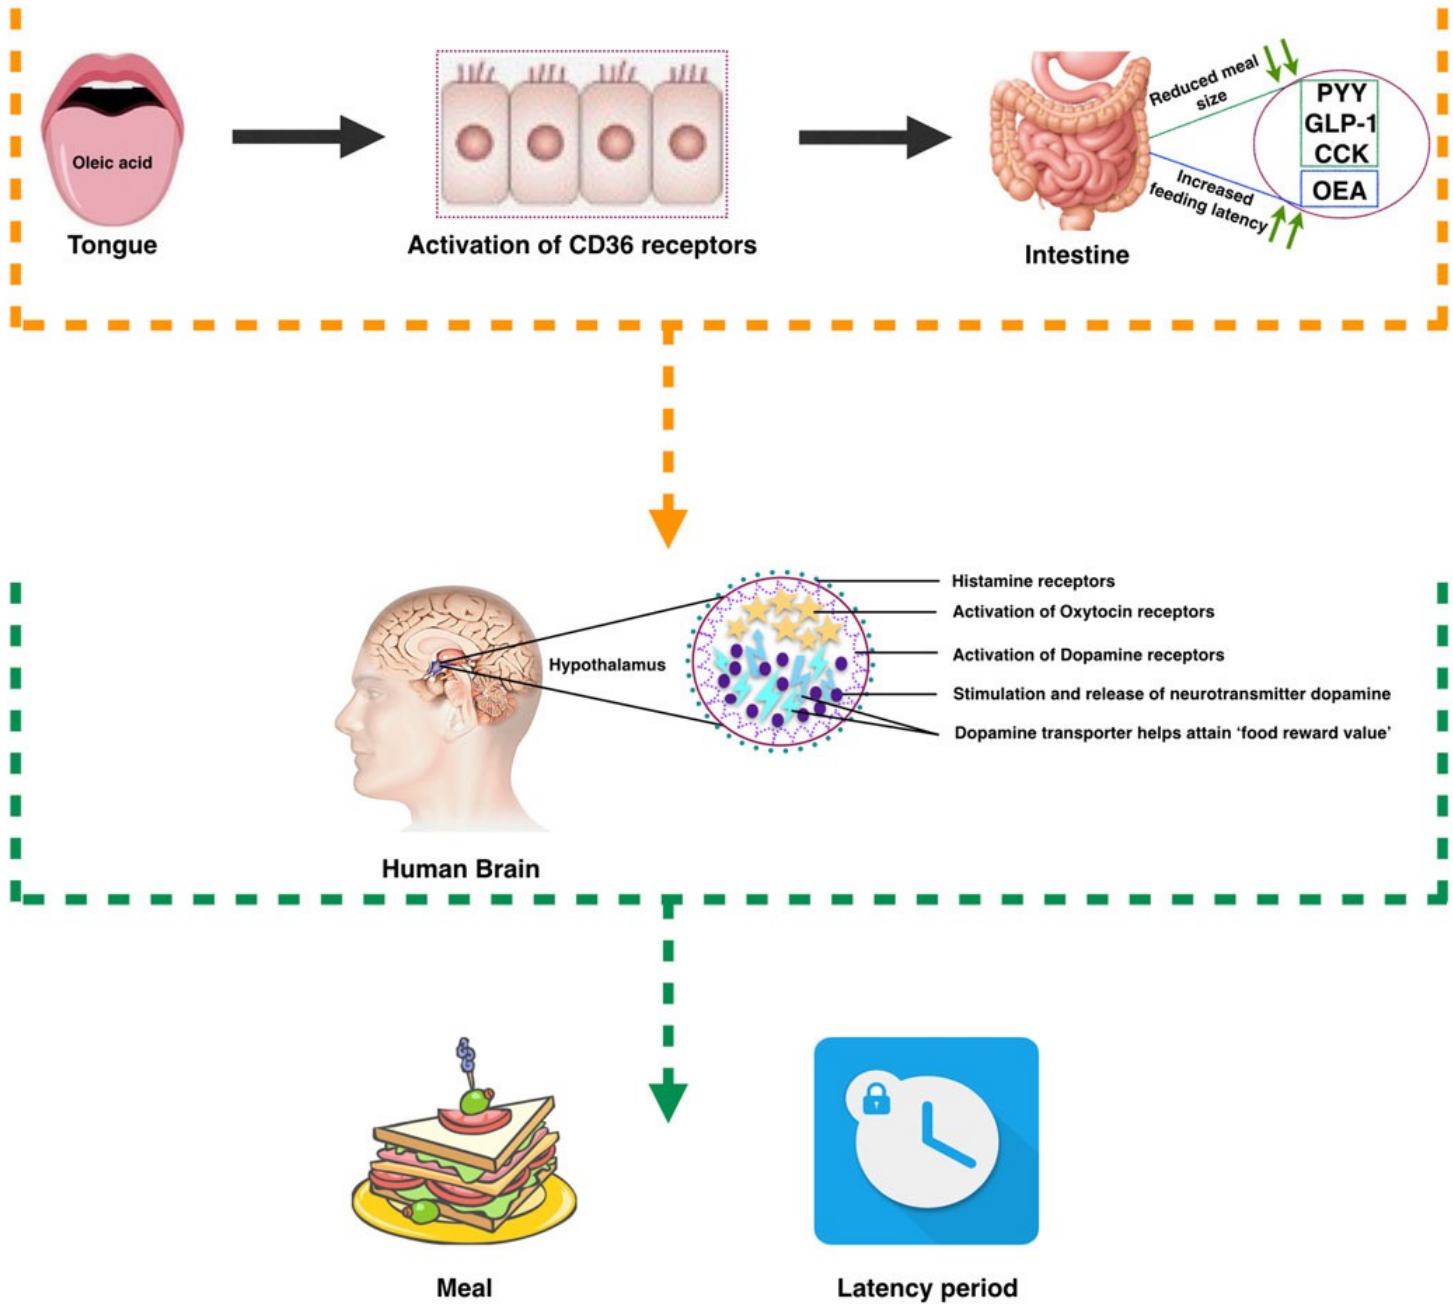 Oleic acid
Tongue
Activation of CD36 receptors
Intestine
Reduced meal
size
PYY
GLP-1
CCK
OEA
Increased
feeding latency
Hypothalamus
Histamine receptors
Activation of Oxytocin receptors
Activation of Dopamine receptors
Stimulation and release of neurotransmitter dopamine
Dopamine transporter helps attain ‘food reward value’
Human Brain
Meal
Latency period